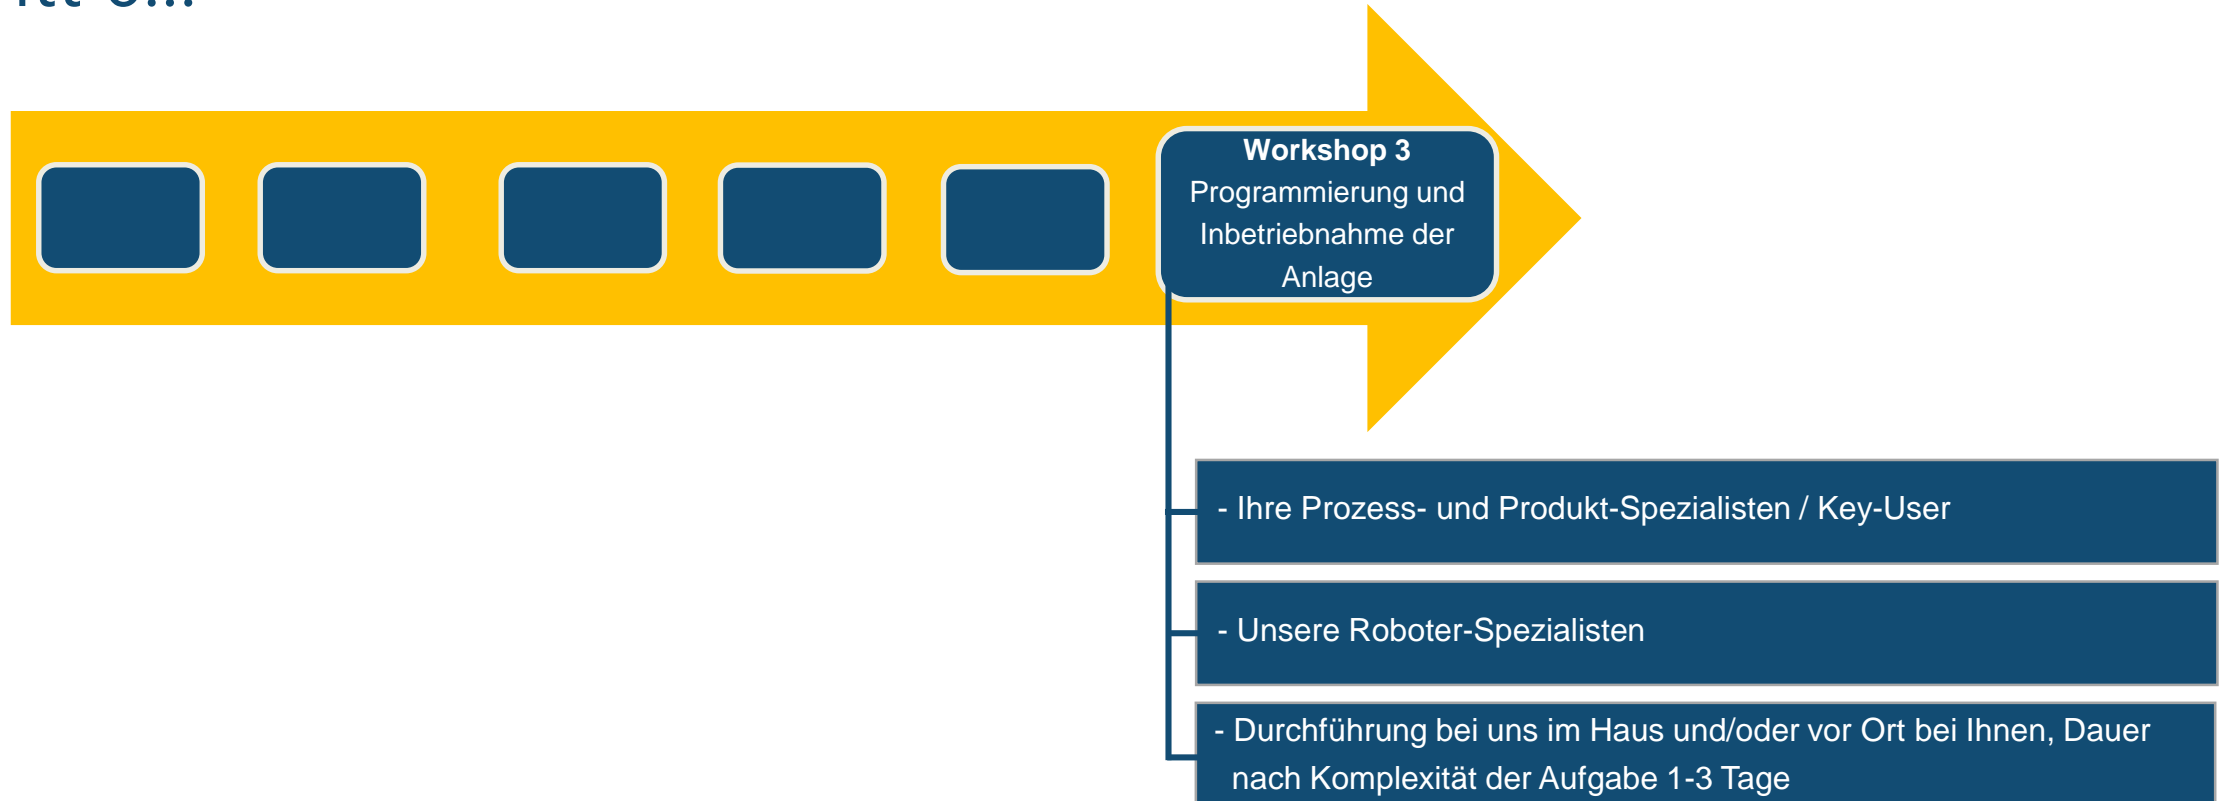 Workshop 3
Programmierung und
Inbetriebnahme der
Anlage
- Ihre Prozess- und Produkt-Spezialisten / Key-User
- Unsere Roboter-Spezialisten
- Durchführung bei uns im Haus und/oder vor Ort bei Ihnen, Dauer
nach Komplexität der Aufgabe 1-3 Tage